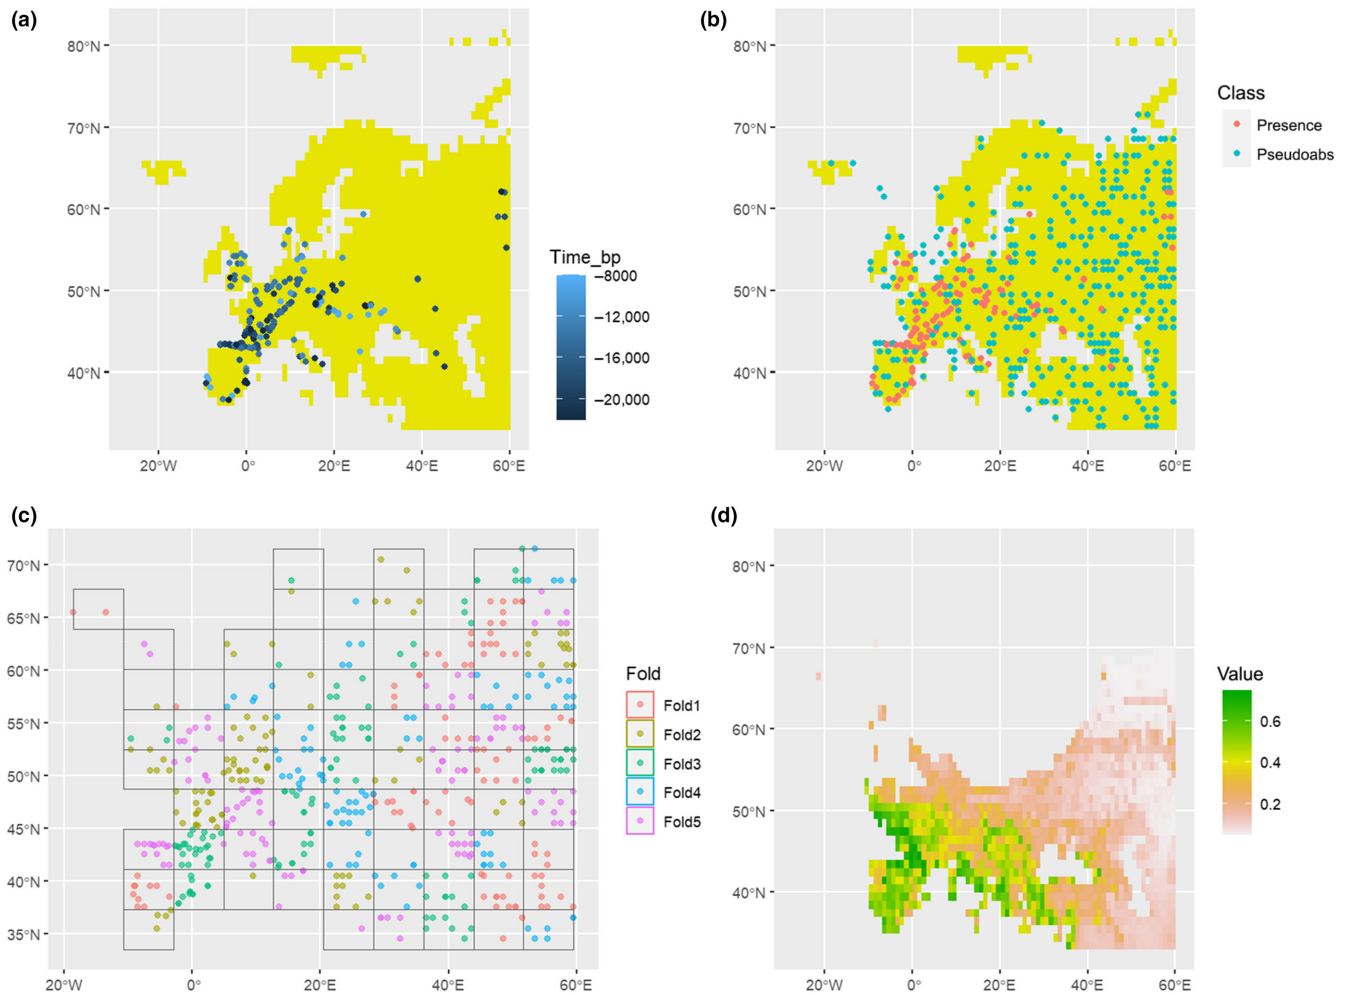 (a)
80°N
70°N
60°N
50°N
40°N
20°W
0°
20°E
40°E
60°E
Time_bp
−8000
−12,000
−16,000
−20,000
(b)
80°N
70°N
60°N
50°N
40°N
20°W
0°
20°E
40°E
60°E
Class
Presence
Pseudoabs
(c)
70°N
65°N
60°N
55°N
50°N
45°N
40°N
35°N
20°W
0°
20°E
40°E
60°E
Fold
Fold1
Fold2
Fold3
Fold4
Fold5
(d)
80°N
70°N
60°N
50°N
40°N
20°W
0°
20°E
40°E
60°E
Value
0.6
0.4
0.2